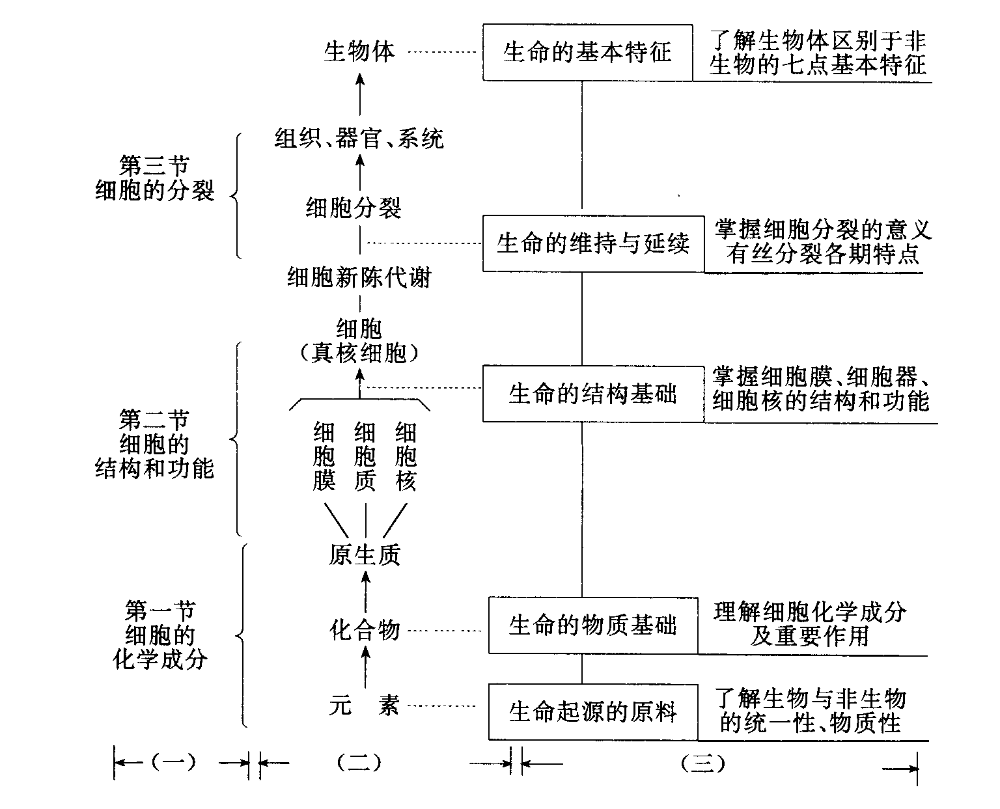 生物体
生命的基本特征
了解生物体区别于非
生物的七点基本特征
组织、器官、系统
第三节
细胞的分裂
细胞分裂
生命的维持与延续
掌握细胞分裂的意义
有丝分裂各期特点
细胞新陈代谢
细胞
（真核细胞）
生命的结构基础
掌握细胞膜、细胞器、
细胞核的结构和功能
第二节
细胞的
结构和功能
细胞膜
细胞质
细胞核
原生质
第一节
细胞的
化学成分
化合物
生命的物质基础
理解细胞化学成分
及重要作用
元 素
生命起源的原料
了解生物与非生物
的统一性、物质性
（一）
（二）
（三）